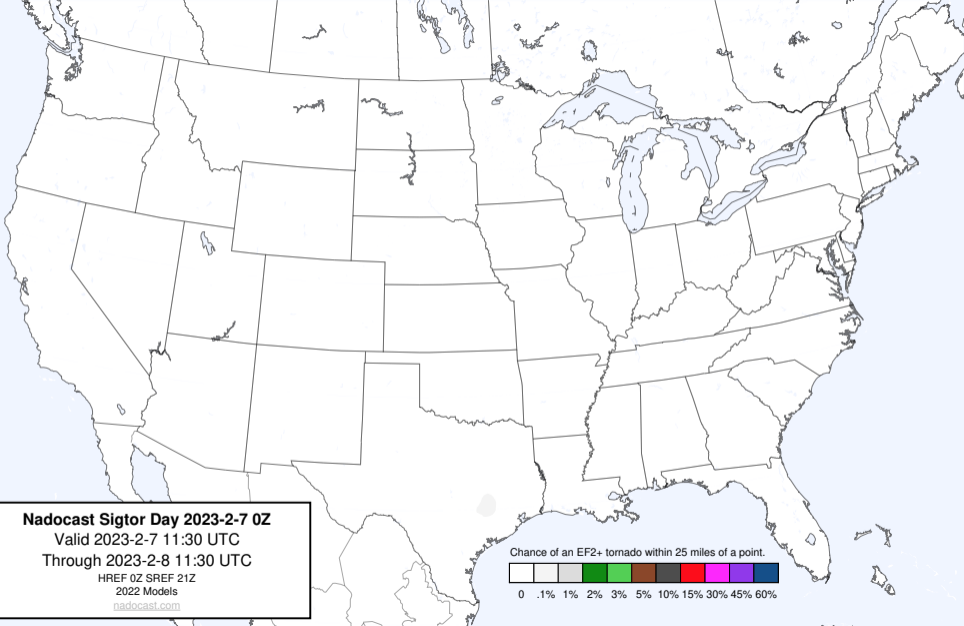 Nadocast Sigtor Day 2023-2-7 0Z
Valid 2023-2-7 11:30 UTC
Through 2023-2-8 11:30 UTC
HREF 0Z SREF 21Z
2022 Models
nadocast.com
Chance of an EF2+ tornado within 25 miles of a point.
0 .1% 1% 2% 3% 5% 10% 15% 30% 45% 60%